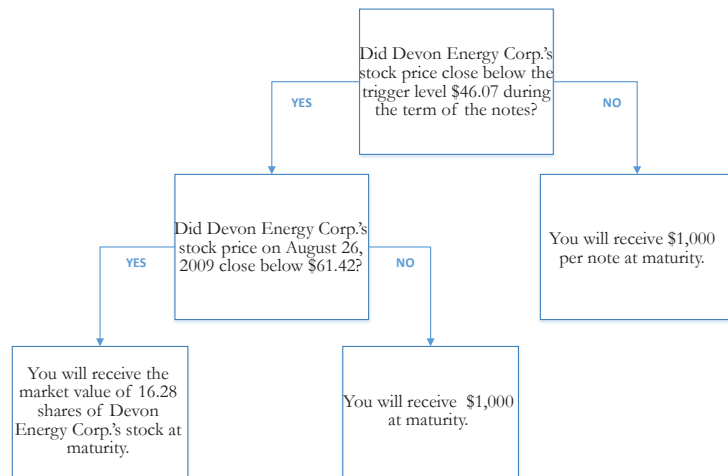 Did Devon Energy Corp.'s
stock price close below the
trigger level $46.07 during
the term of the notes?
YES
NO
Did Devon Energy Corp.'s
stock price on August 26,
2009 close below $61.42?
You will receive $1,000
per note at maturity.
YES
NO
You will receive the
market value of 16.28
shares of Devon
Energy Corp.'s stock at
maturity.
You will receive $1,000
at maturity.